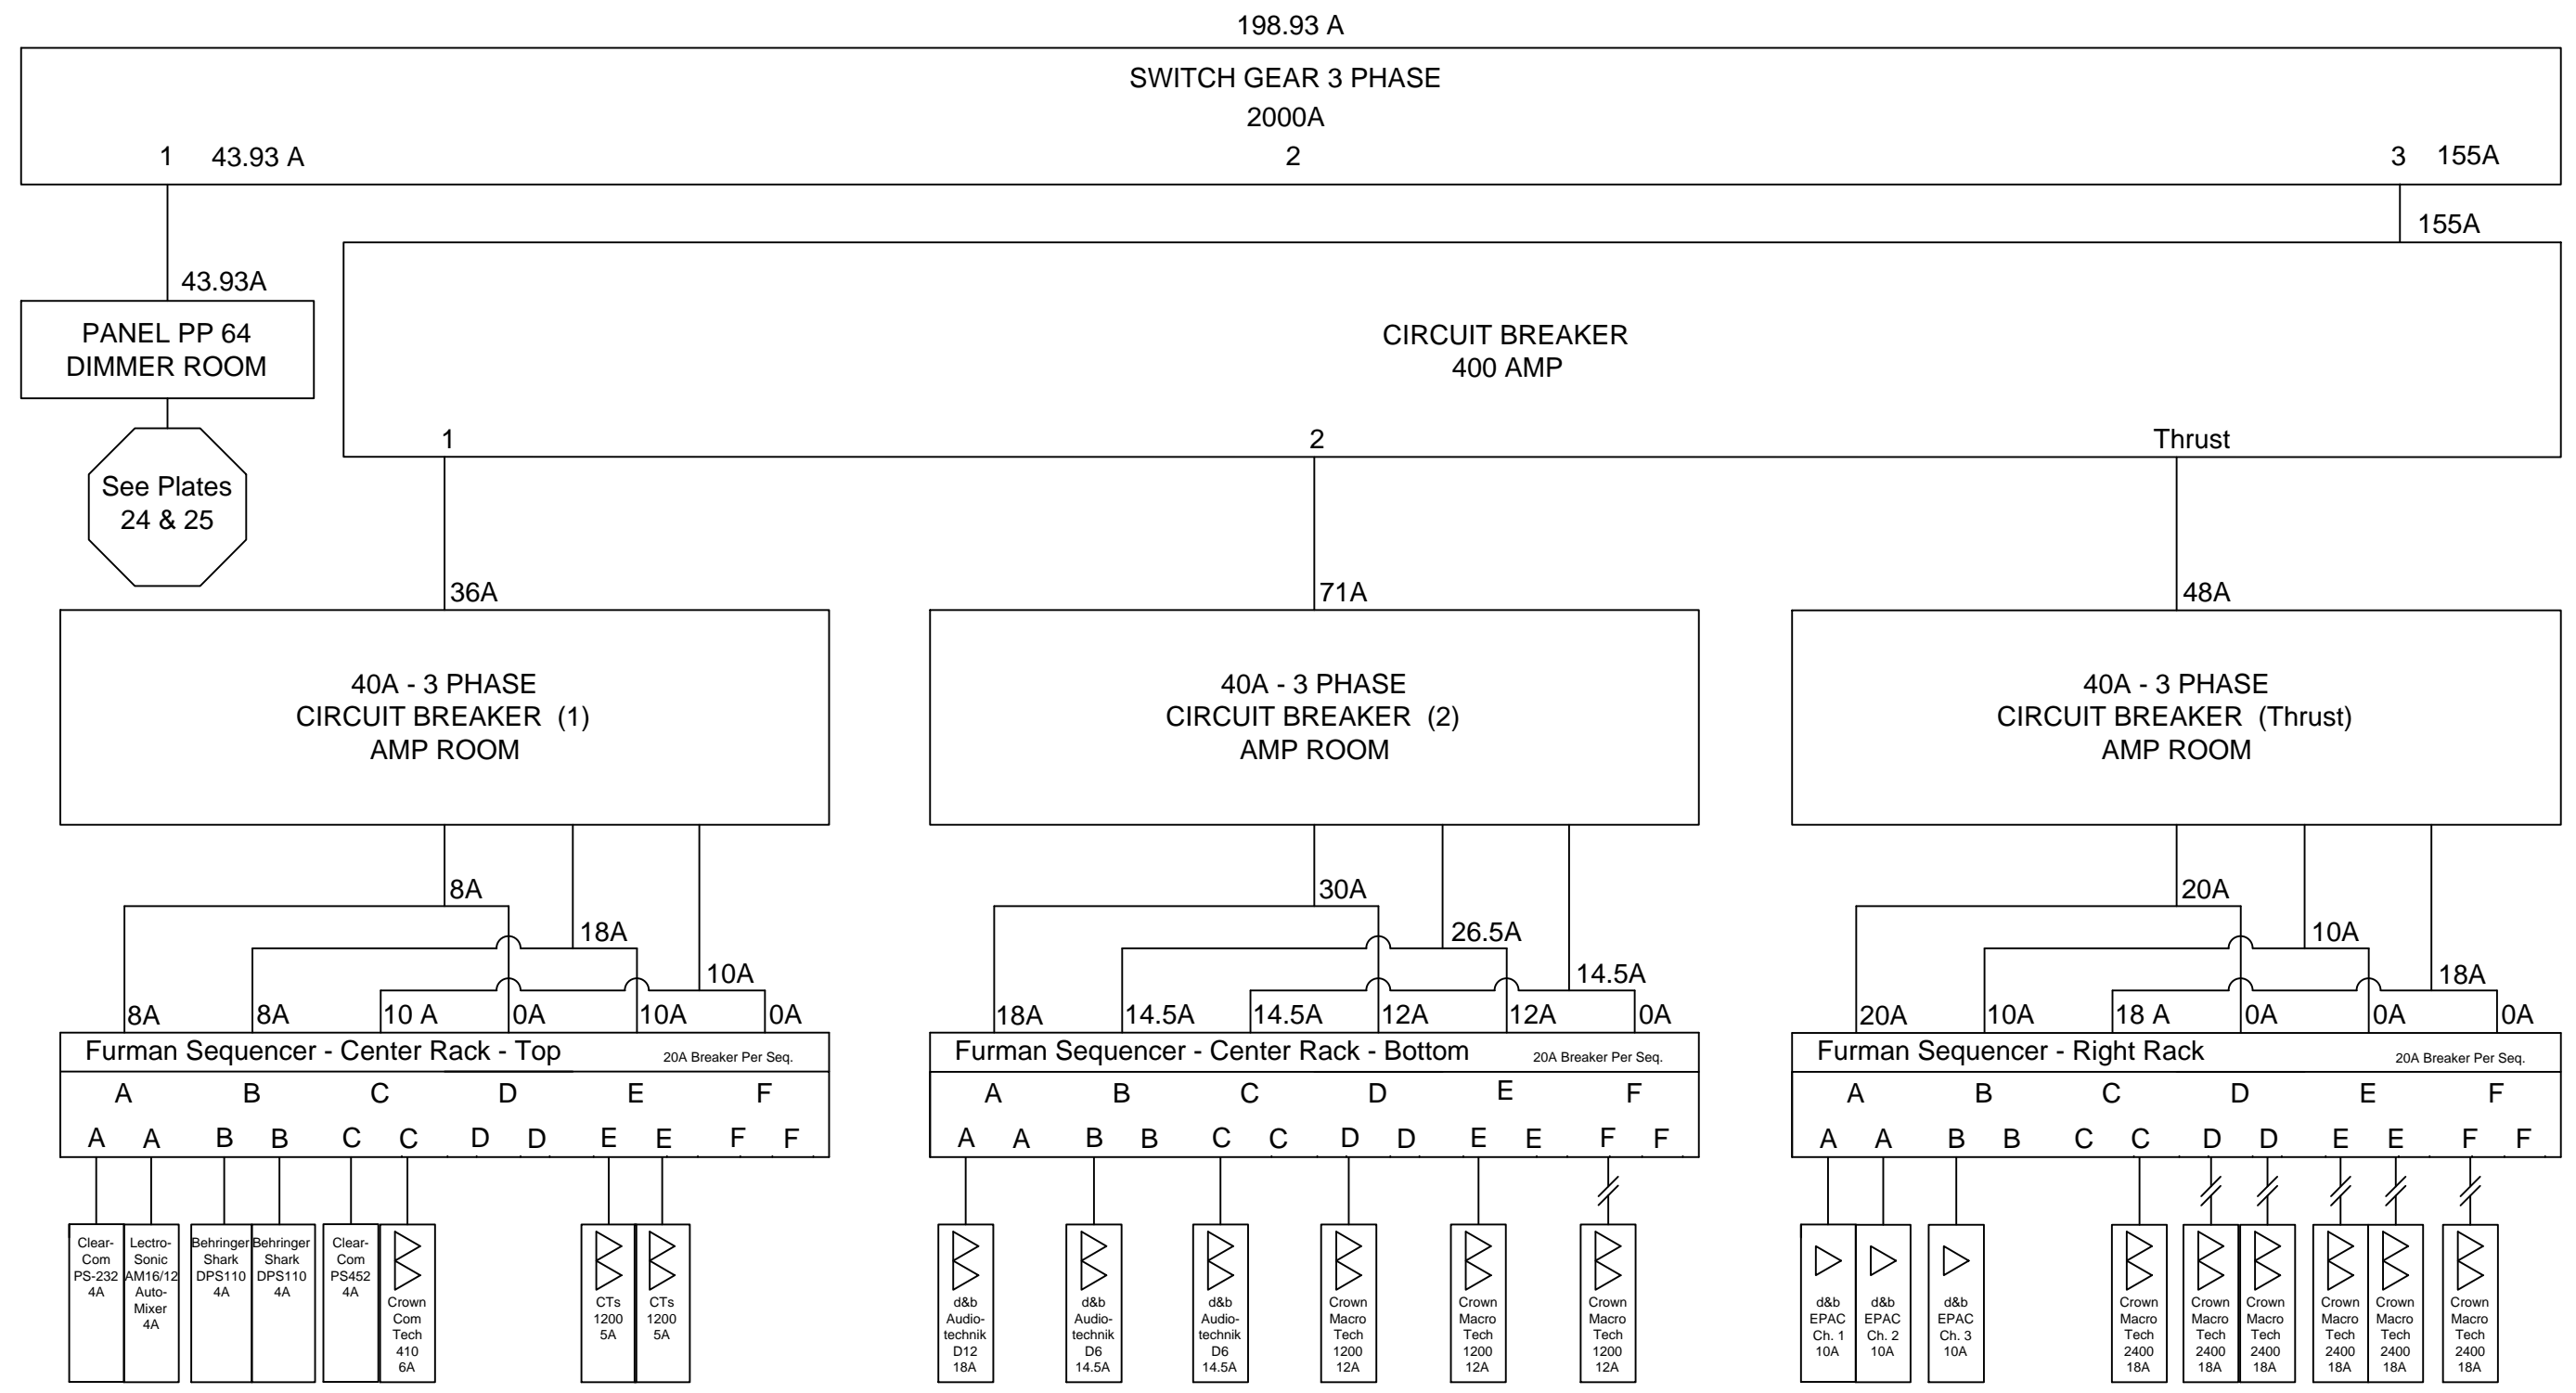 198.93 A
SWITCH GEAR 3 PHASE
2000A
1 43.93 A 2 3 155A
155A
43.93A
PANEL PP 64
DIMMER ROOM
CIRCUIT BREAKER
400 AMP
1 2 Thrust
See Plates
24 & 25
36A 71A 48A
40A - 3 PHASE
CIRCUIT BREAKER (1)
AMP ROOM
40A - 3 PHASE
CIRCUIT BREAKER (2)
AMP ROOM
40A - 3 PHASE
CIRCUIT BREAKER (Thrust)
AMP ROOM
8A
18A
10A
8A 8A 10 A 0A 10A 0A
30A
26.5A
14.5A
18A 14.5A 14.5A 12A 12A 0A
20A
10A
18A
20A 10A 18 A 0A 0A 0A
Furman Sequencer - Center Rack - Top 20A Breaker Per Seq.
A B C D E F
A A B B C C D D E E F F
Furman Sequencer - Center Rack - Bottom 20A Breaker Per Seq.
A B C D E F
A A B B C C D D E E F F
Furman Sequencer - Right Rack 20A Breaker Per Seq.
A B C D E F
A A B B C C D D E E F F
Clear-
Com
PS-232
4A
Lectro-
Sonic
AM16/12
Auto-
Mixer
4A
Behringer
Shark
DPS110
4A
Behringer
Shark
DPS110
4A
Clear-
Com
PS452
4A
Crown
Com
Tech
410
6A
CTs
1200
5A
CTs
1200
5A
d&b
Audio-
technik
D12
18A
d&b
Audio-
technik
D6
14.5A
d&b
Audio-
technik
D6
14.5A
Crown
Macro
Tech
1200
12A
Crown
Macro
Tech
1200
12A
Crown
Macro
Tech
1200
12A
d&b
EPAC
Ch. 1
10A
d&b
EPAC
Ch. 2
10A
d&b
EPAC
Ch. 3
10A
Crown
Macro
Tech
2400
18A
Crown
Macro
Tech
2400
18A
Crown
Macro
Tech
2400
18A
Crown
Macro
Tech
2400
18A
Crown
Macro
Tech
2400
18A
Crown
Macro
Tech
2400
18A